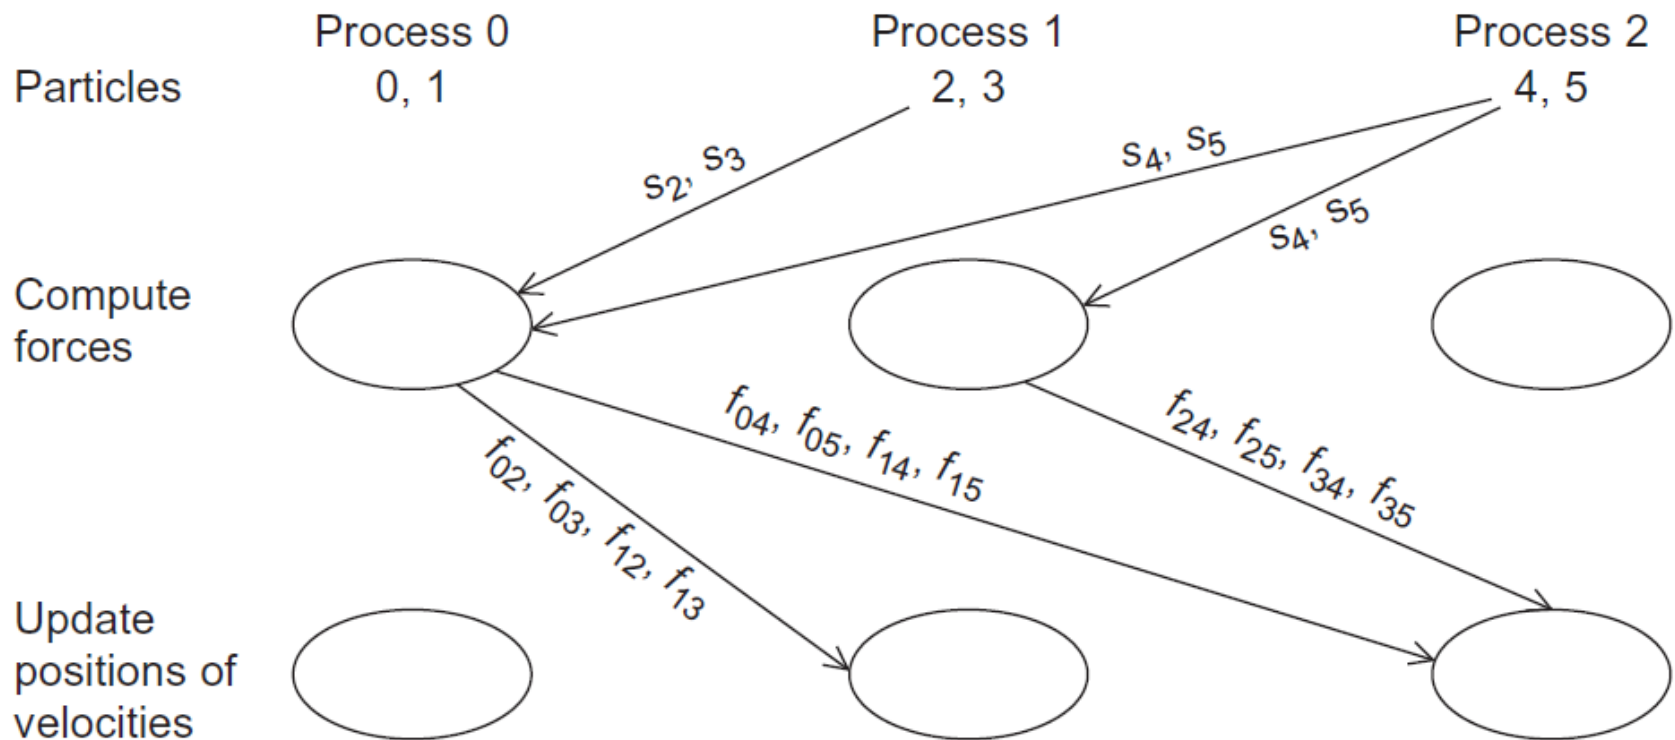 Process 0 Process 1 Process 2
Particles 0, 1 2, 3 4, 5
s₂, s₃
s₄, s₅
s₄, s₅
Compute
forces
f₀₂, f₀₃, f₁₂, f₁₃
f₀₄, f₀₅, f₁₄, f₁₅
f₂₄, f₂₅, f₃₄, f₃₅
Update
positions of
velocities